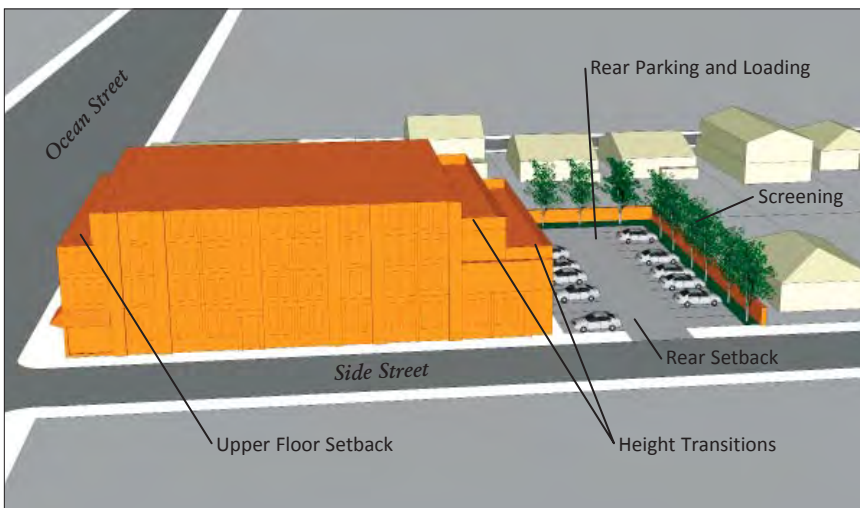 Rear Parking and Loading
Ocean Street
Screening
Side Street
Rear Setback
Upper Floor Setback
Height Transitions